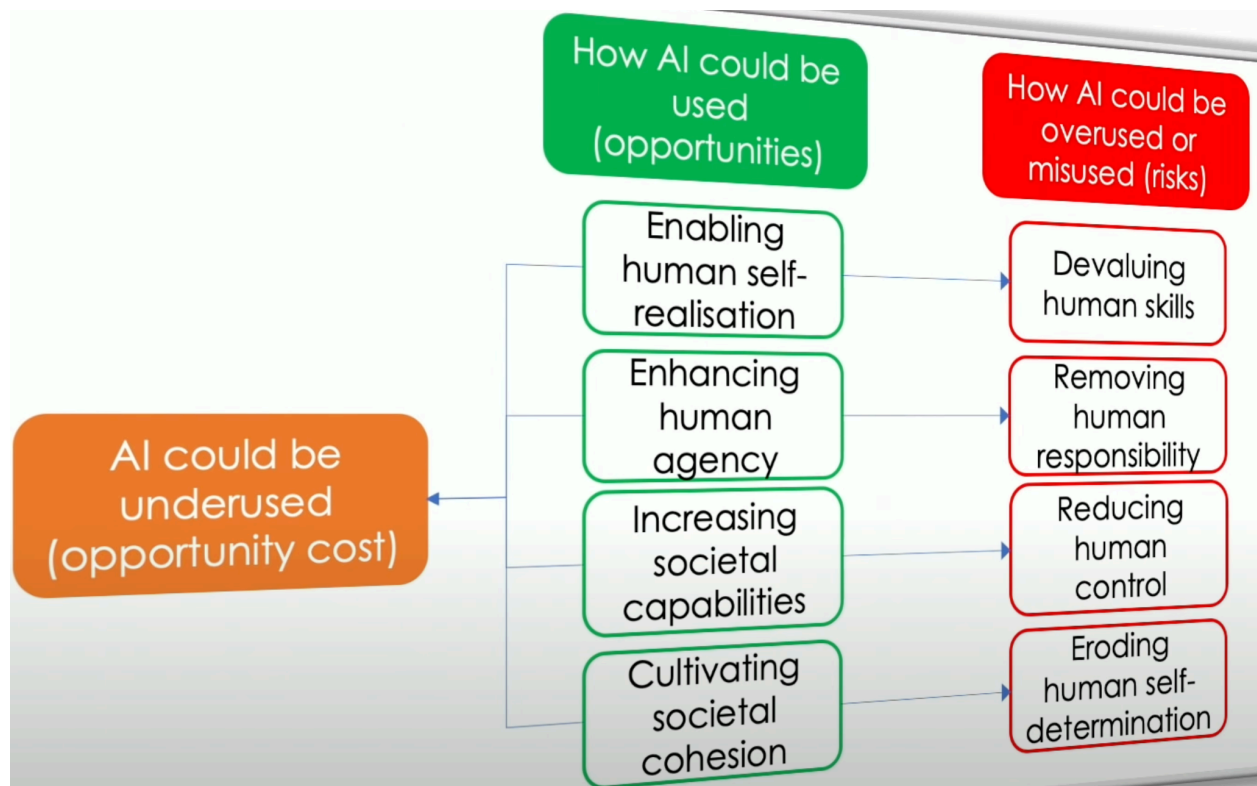 How AI could be
used
(opportunities)
How AI could be
overused or
misused (risks)
Enabling
human self-
realisation
Devaluing
human skills
Enhancing
human
agency
Removing
human
responsibility
AI could be
underused
(opportunity cost)
Increasing
societal
capabilities
Reducing
human
control
Cultivating
societal
cohesion
Eroding
human self-
determination